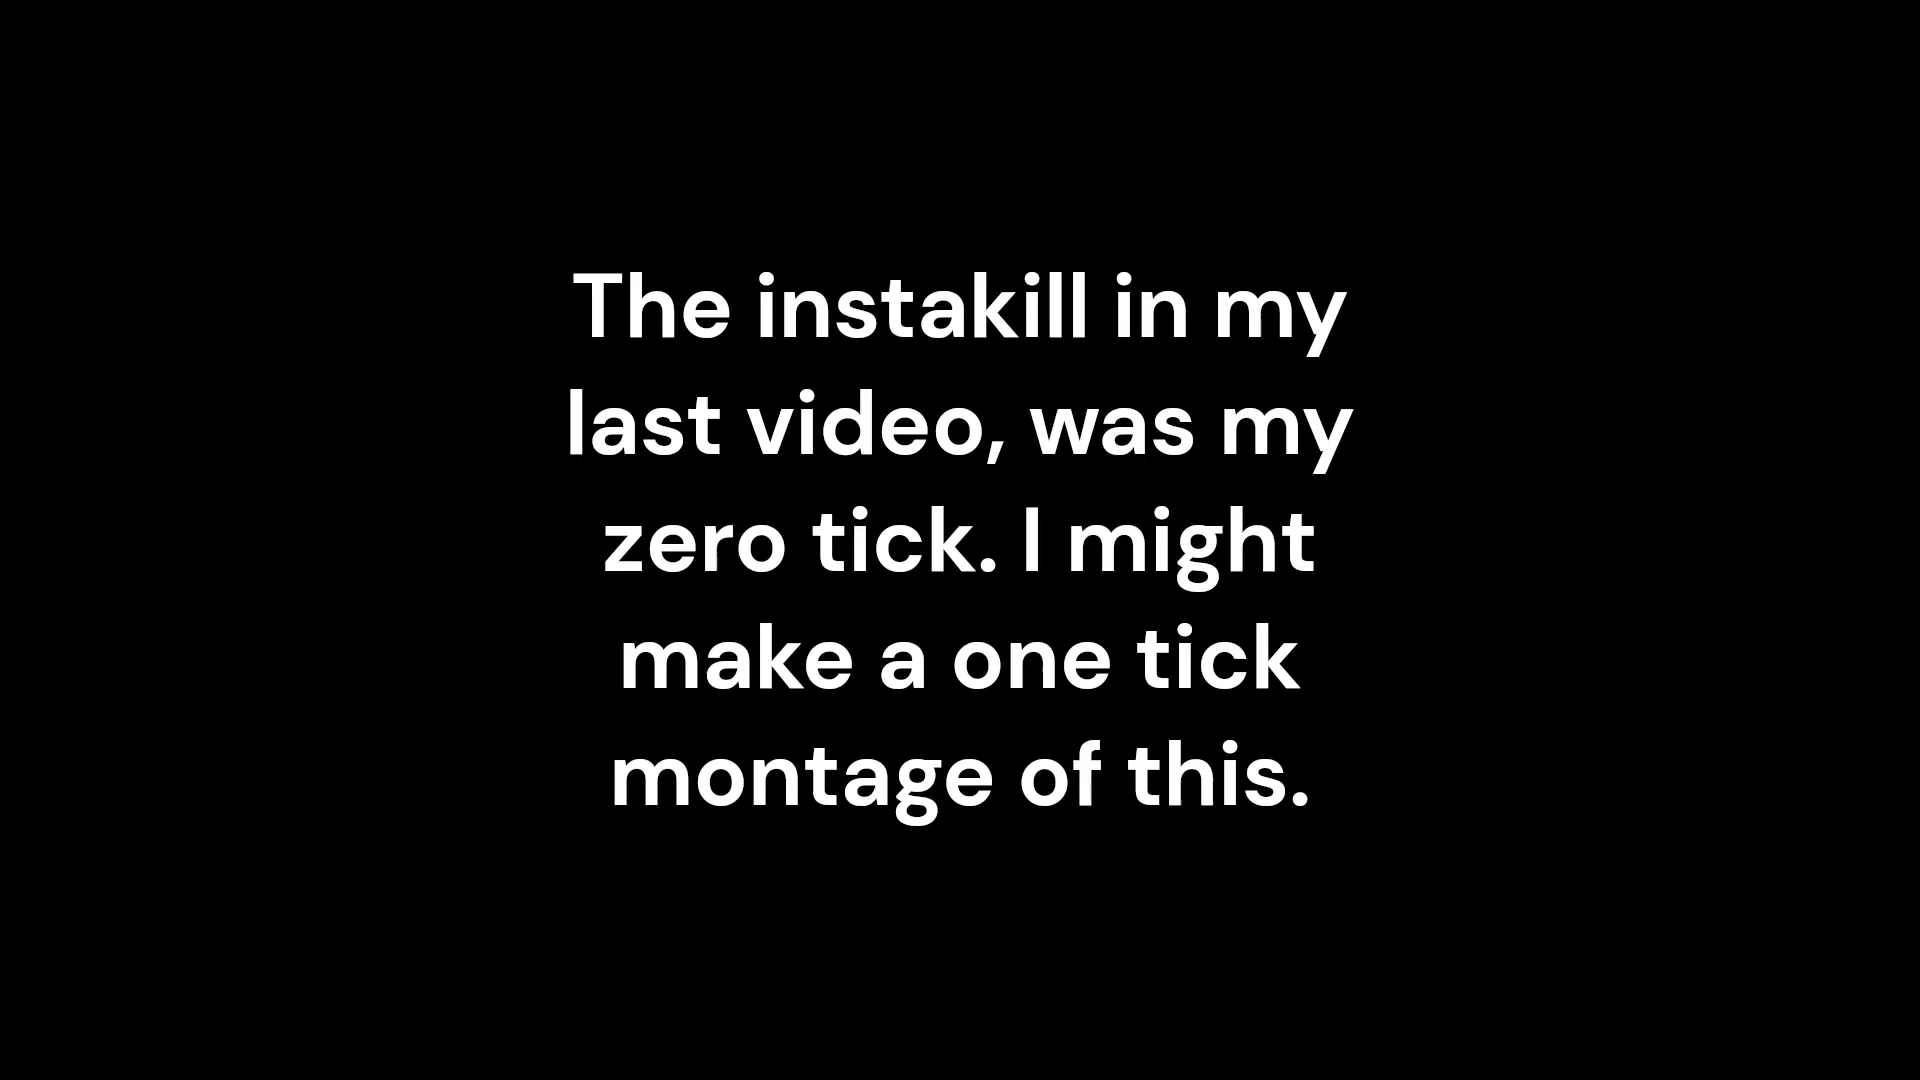 The instakill in my
last video, was my
zero tick. I might
make a one tick
montage of this.